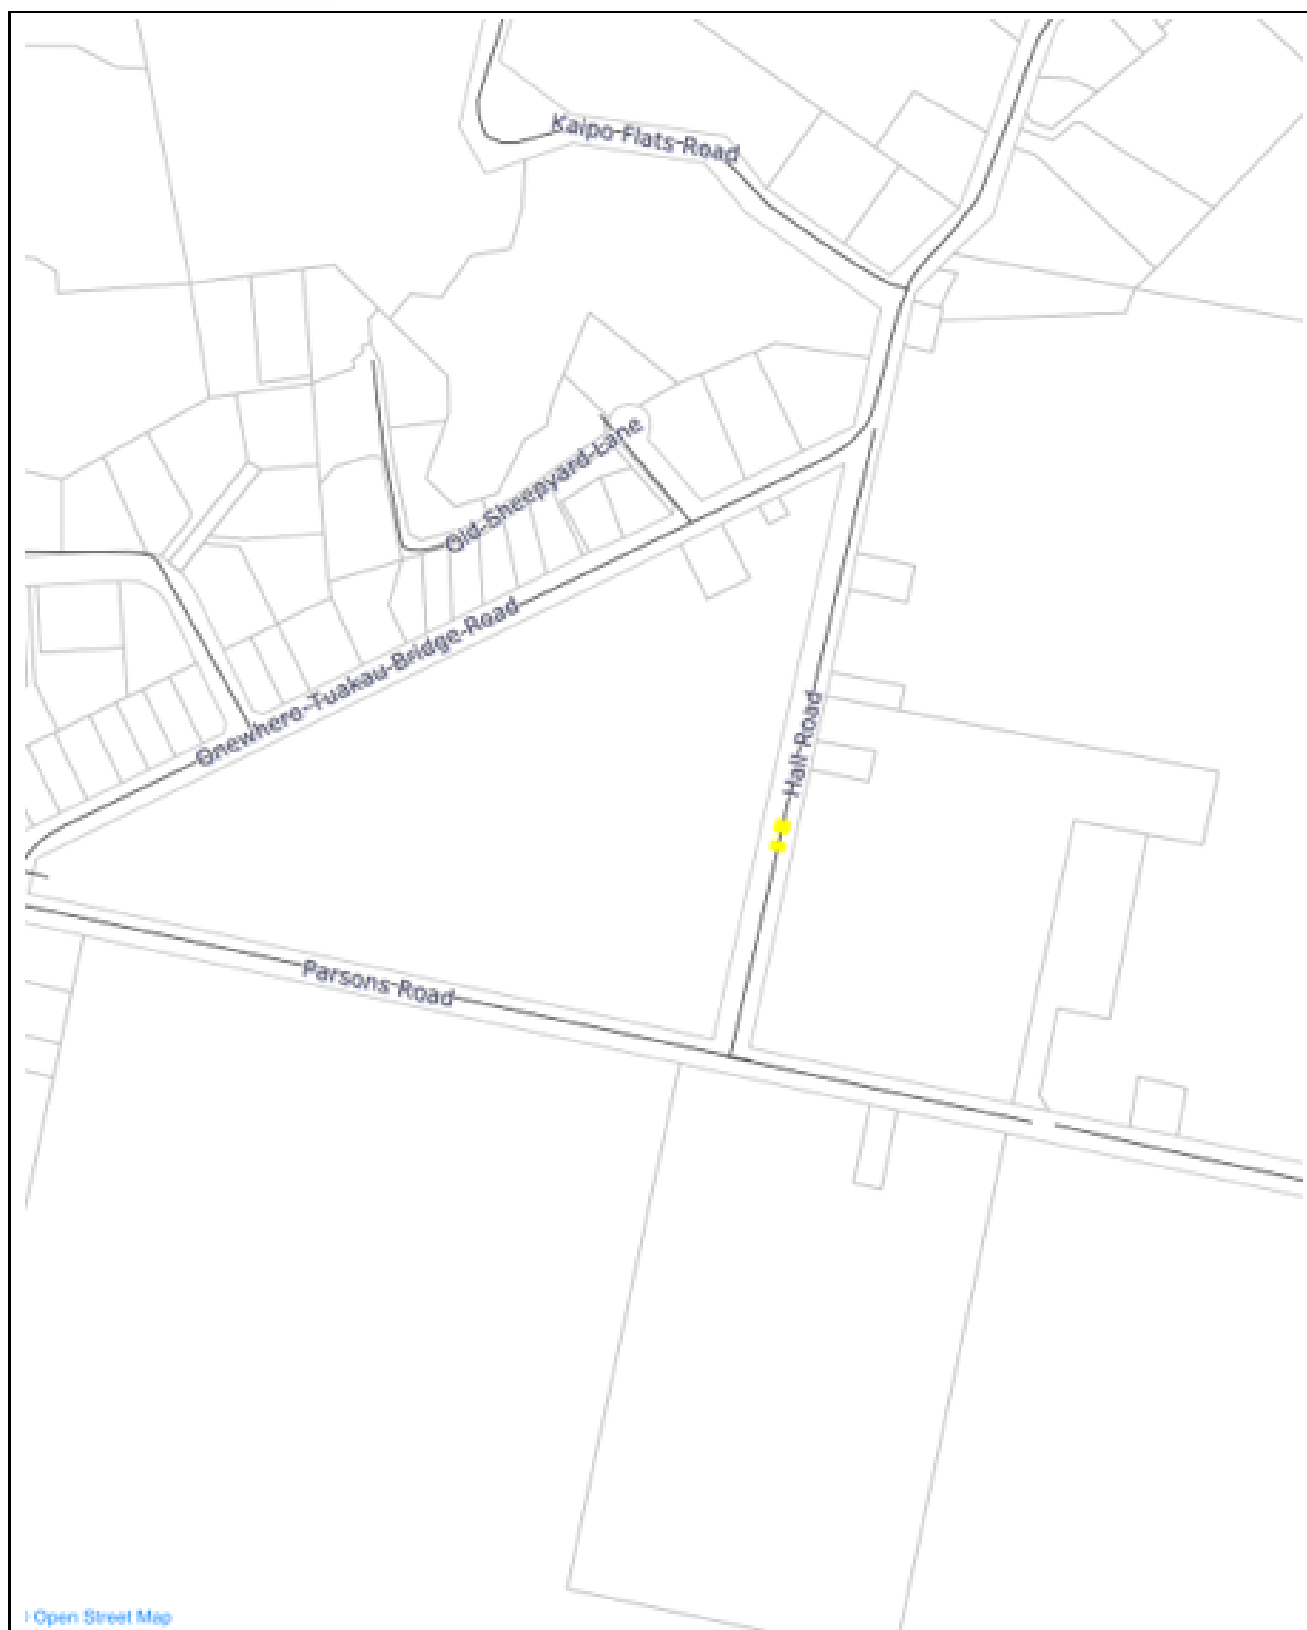 Kaipo Flats Road
Old Sheepyard Lane
Onewhero-Tuakau Bridge Road
Hall Road
Parsons Road
Open Street Map